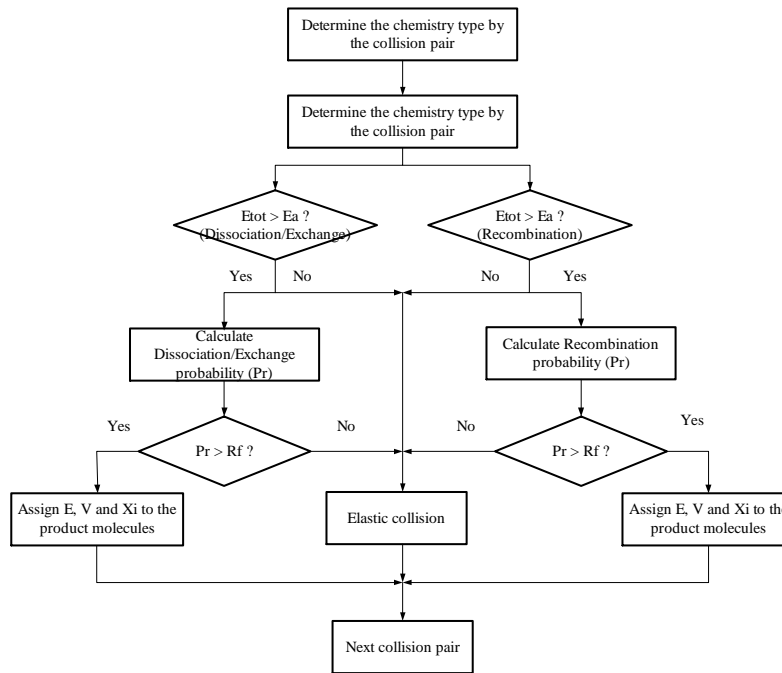 Determine the chemistry type by
the collision pair
Determine the chemistry type by
the collision pair
Etot > Ea ?
(Dissociation/Exchange)
Etot > Ea ?
(Recombination)
Yes
No
No
Yes
Calculate
Dissociation/Exchange
probability (Pr)
Calculate Recombination
probability (Pr)
Yes
No
No
Yes
Pr > Rf ?
Pr > Rf ?
Assign E, V and Xi to the
product molecules
Elastic collision
Assign E, V and Xi to the
product molecules
Next collision pair